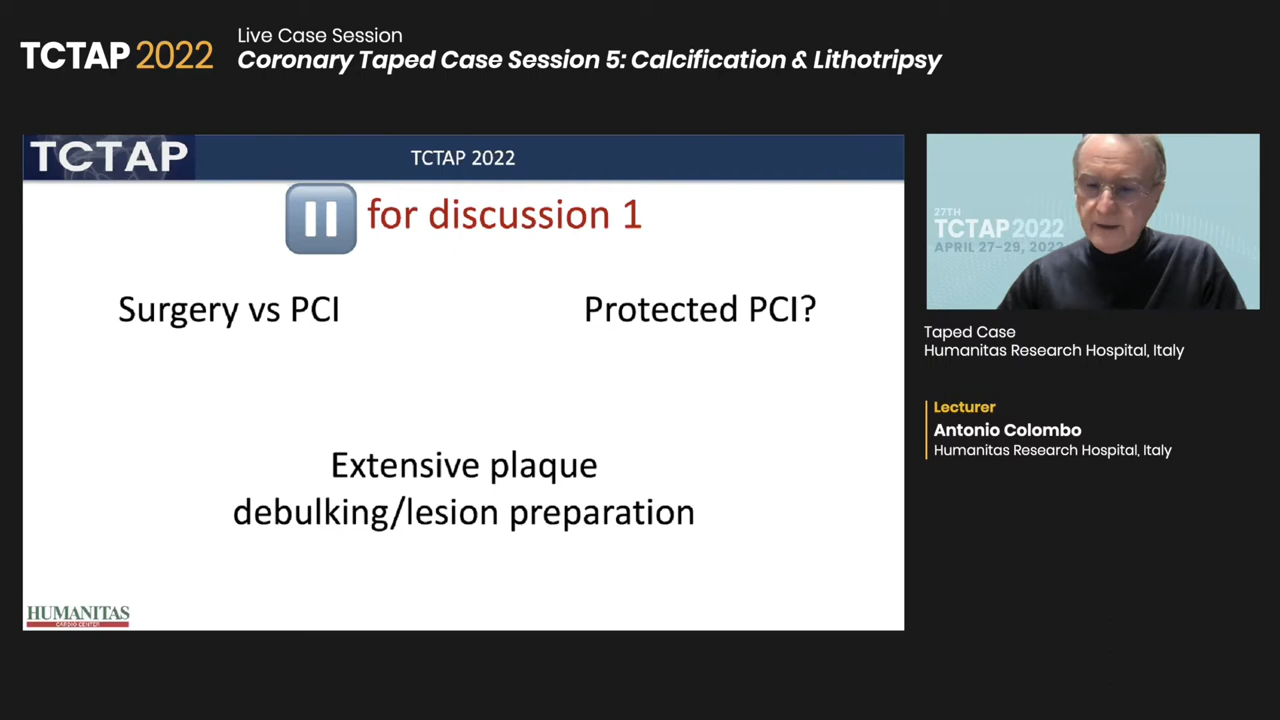 TCTAP 2022
Live Case Session
Coronary Taped Case Session 5: Calcification & Lithotripsy
TCTAP
TCTAP 2022
for discussion 1
Surgery vs PCI
Protected PCI?
Extensive plaque
debulking/lesion preparation
HUMANITAS
CARDIO CENTER
27TH
TCTAP 2022
APRIL 27-29, 2022
Taped Case
Humanitas Research Hospital, Italy
Lecturer
Antonio Colombo
Humanitas Research Hospital, Italy